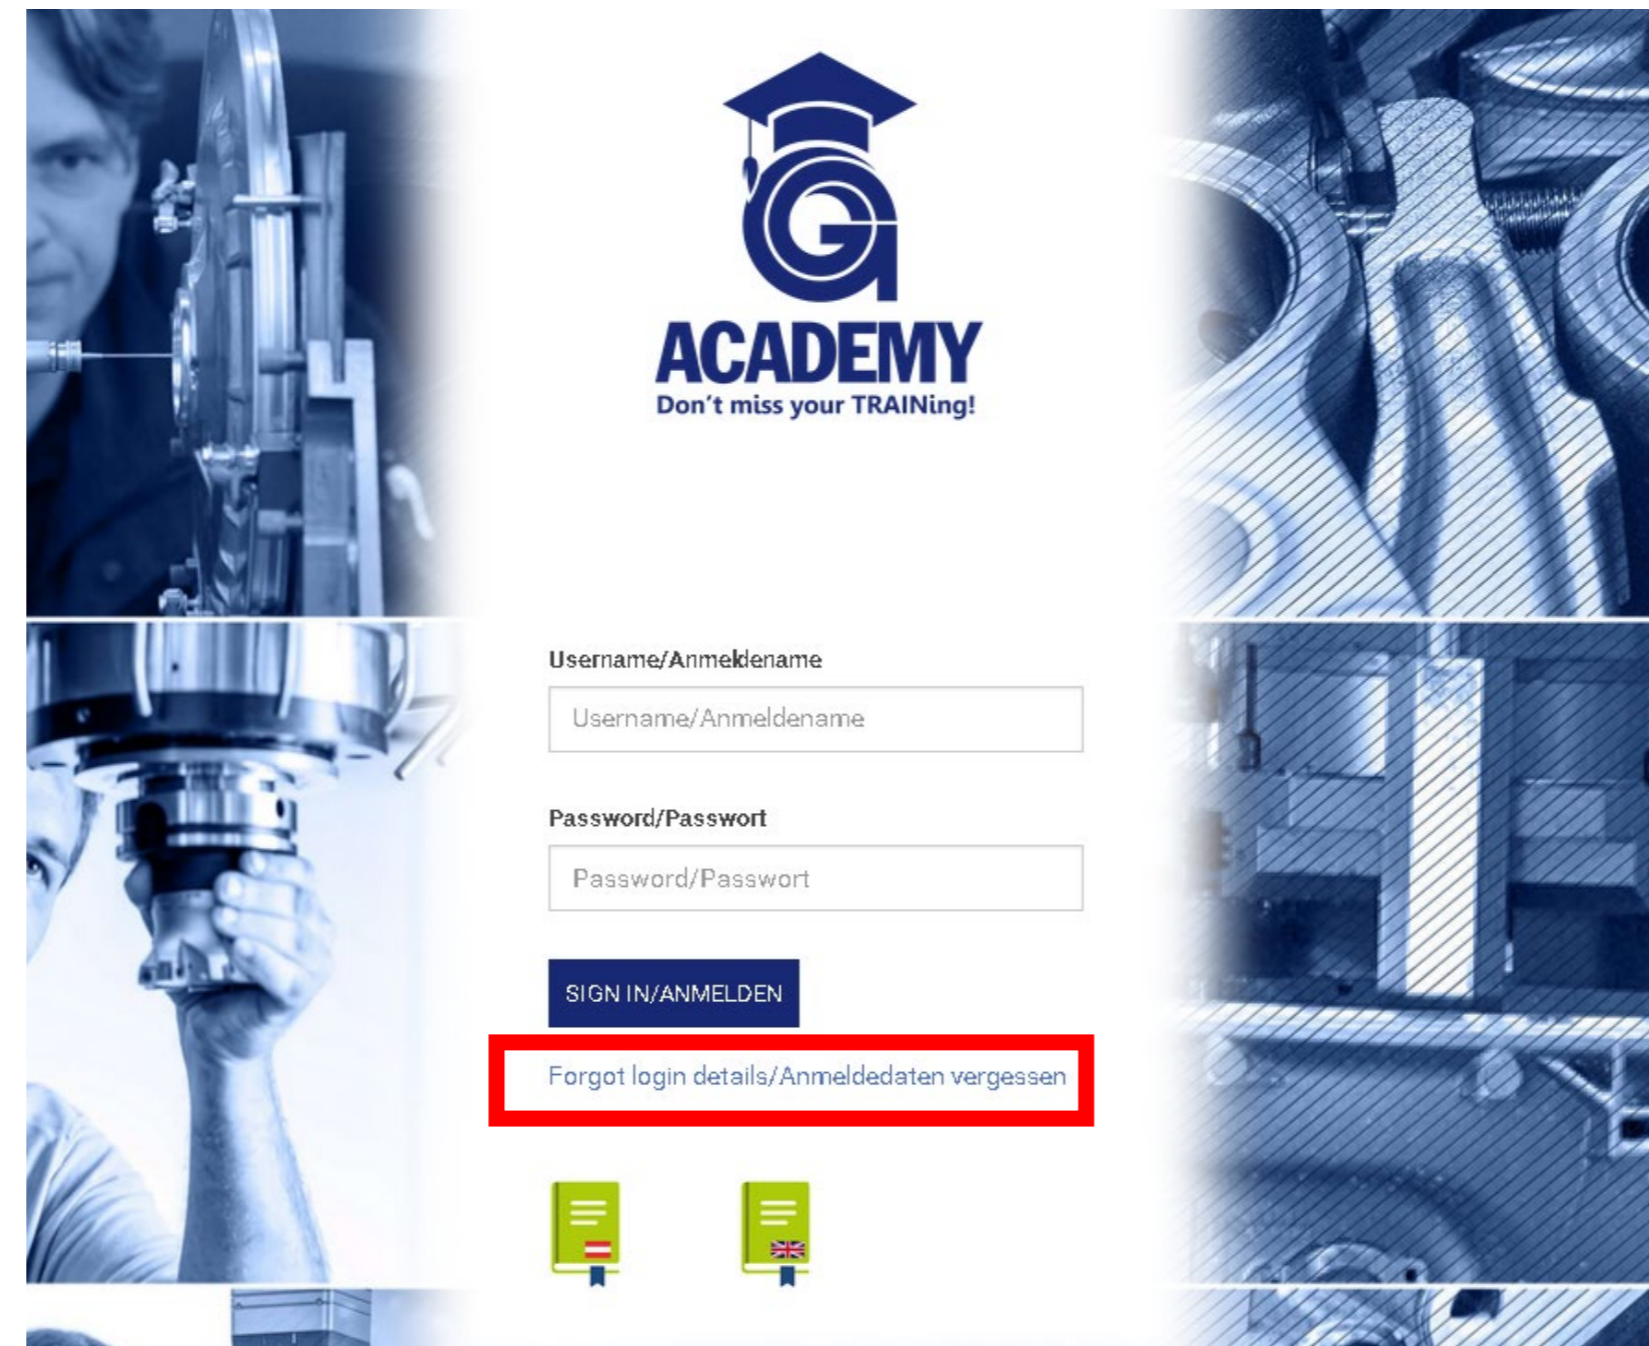 ACADEMY
Don't miss your TRAINing!
Username/Anmeldename
Username/Anmeldename
Password/Passwort
Password/Passwort
SIGN IN/ANMELDEN
Forgot login details/Anmeldedaten vergessen